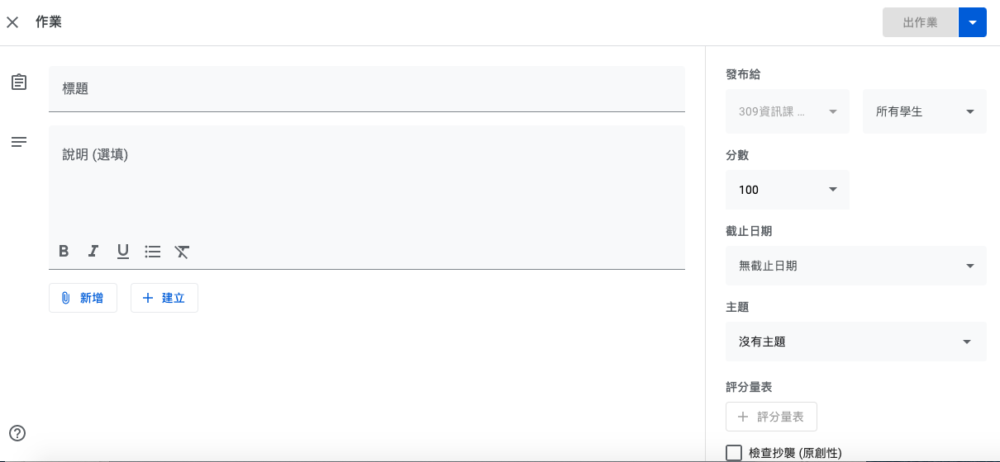 作業
出作業
標題
說明 (選填)
B I U
新增
建立
發布給
309資訊課 ...
所有學生
分數
100
截止日期
無截止日期
主題
沒有主題
評分量表
評分量表
檢查抄襲 (原創性)